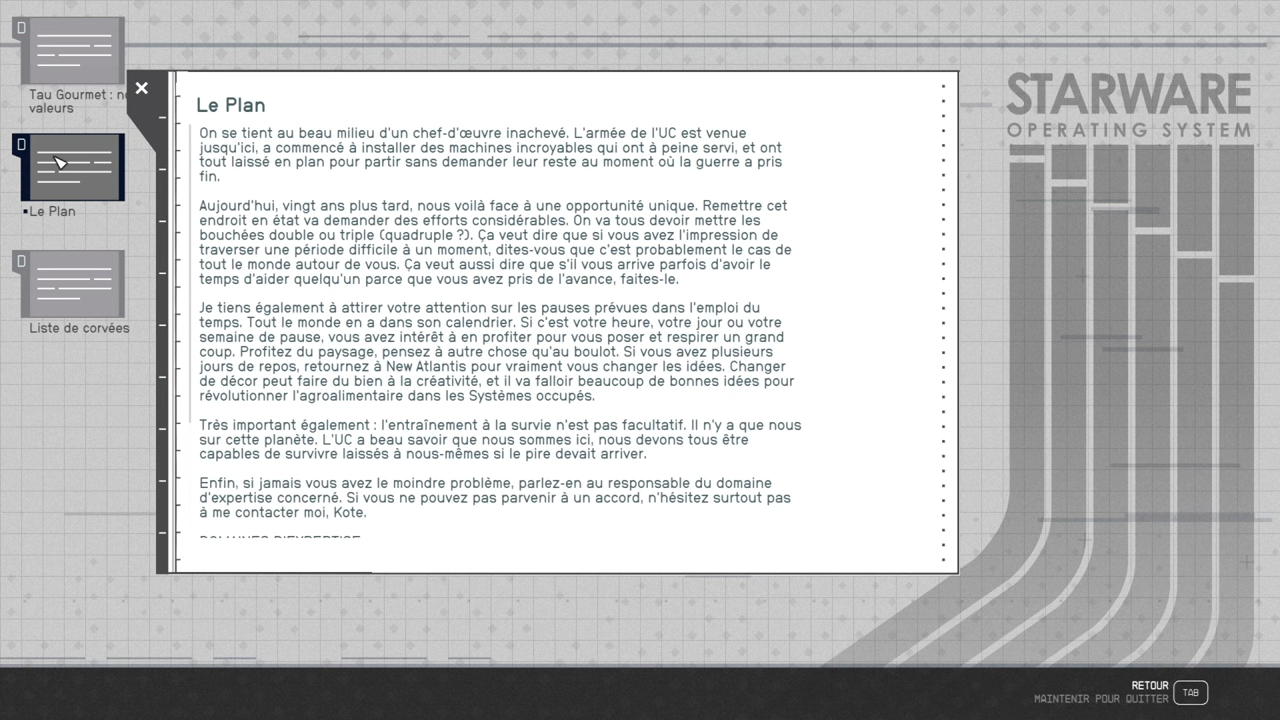 D
Tau Gourmet : n
valeurs
D
▪Le Plan
D
Liste de corvées
Le Plan
On se tient au beau milieu d'un chef-d'œuvre inachevé. L'armée de l'UC est venue
jusqu'ici, a commencé à installer des machines incroyables qui ont à peine servi, et ont
tout laissé en plan pour partir sans demander leur reste au moment où la guerre a pris
fin.
Aujourd'hui, vingt ans plus tard, nous voilà face à une opportunité unique. Remettre cet
endroit en état va demander des efforts considérables. On va tous devoir mettre les
bouchées double ou triple (quadruple ?). Ça veut dire que si vous avez l'impression de
traverser une période difficile à un moment, dites-vous que c'est probablement le cas de
tout le monde autour de vous. Ça veut aussi dire que s'il vous arrive parfois d'avoir le
temps d'aider quelqu'un parce que vous avez pris de l'avance, faites-le.
Je tiens également à attirer votre attention sur les pauses prévues dans l'emploi du
temps. Tout le monde en a dans son calendrier. Si c'est votre heure, votre jour ou votre
semaine de pause, vous avez intérêt à en profiter pour vous poser et respirer un grand
coup. Profitez du paysage, pensez à autre chose qu'au boulot. Si vous avez plusieurs
jours de repos, retournez à New Atlantis pour vraiment vous changer les idées. Changer
de décor peut faire du bien à la créativité, et il va falloir beaucoup de bonnes idées pour
révolutionner l'agroalimentaire dans les Systèmes occupés.
Très important également : l'entraînement à la survie n'est pas facultatif. Il n'y a que nous
sur cette planète. L'UC a beau savoir que nous sommes ici, nous devons tous être
capables de survivre laissés à nous-mêmes si le pire devait arriver.
Enfin, si jamais vous avez le moindre problème, parlez-en au responsable du domaine
d'expertise concerné. Si vous ne pouvez pas parvenir à un accord, n'hésitez surtout pas
à me contacter moi, Kote.
DOMAINES D'EXPERTISE
STARWARE
OPERATING SYSTEM
RETOUR
MAINTENIR POUR QUITTER
TAB